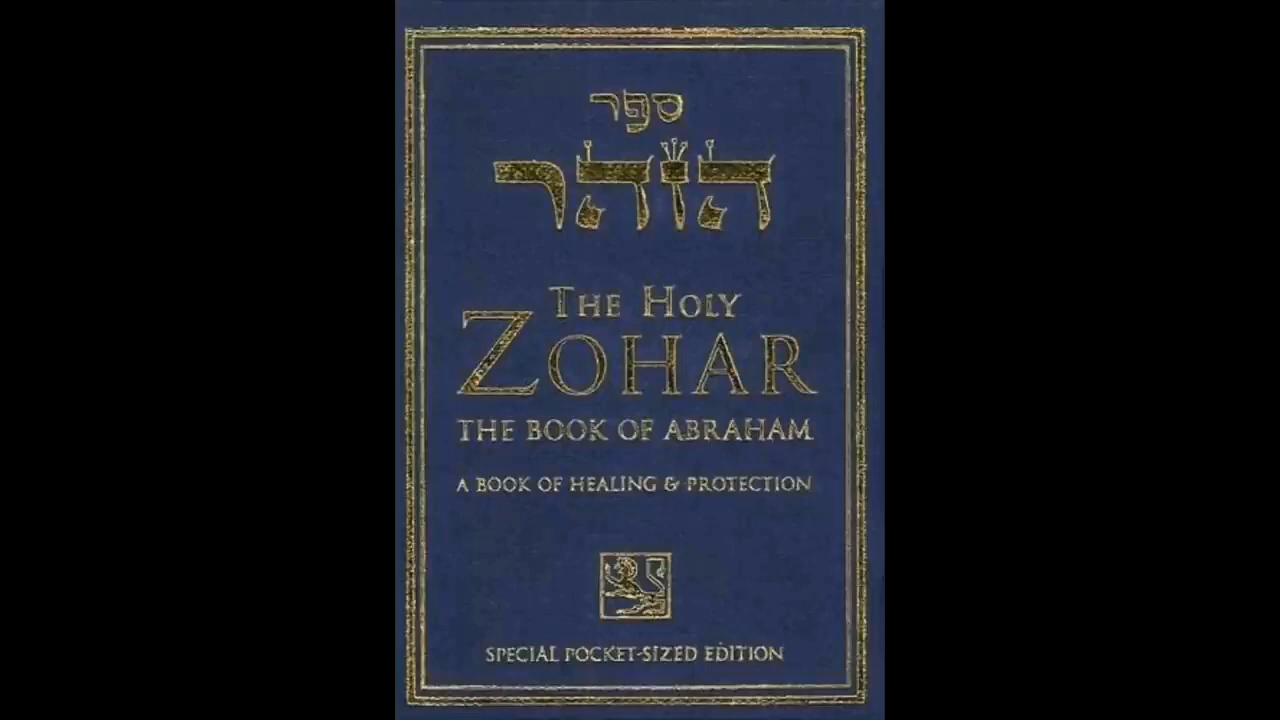 ספר
הזהר
THE HOLY
ZOHAR
THE BOOK OF ABRAHAM
A BOOK OF HEALING & PROTECTION
SPECIAL POCKET-SIZED EDITION